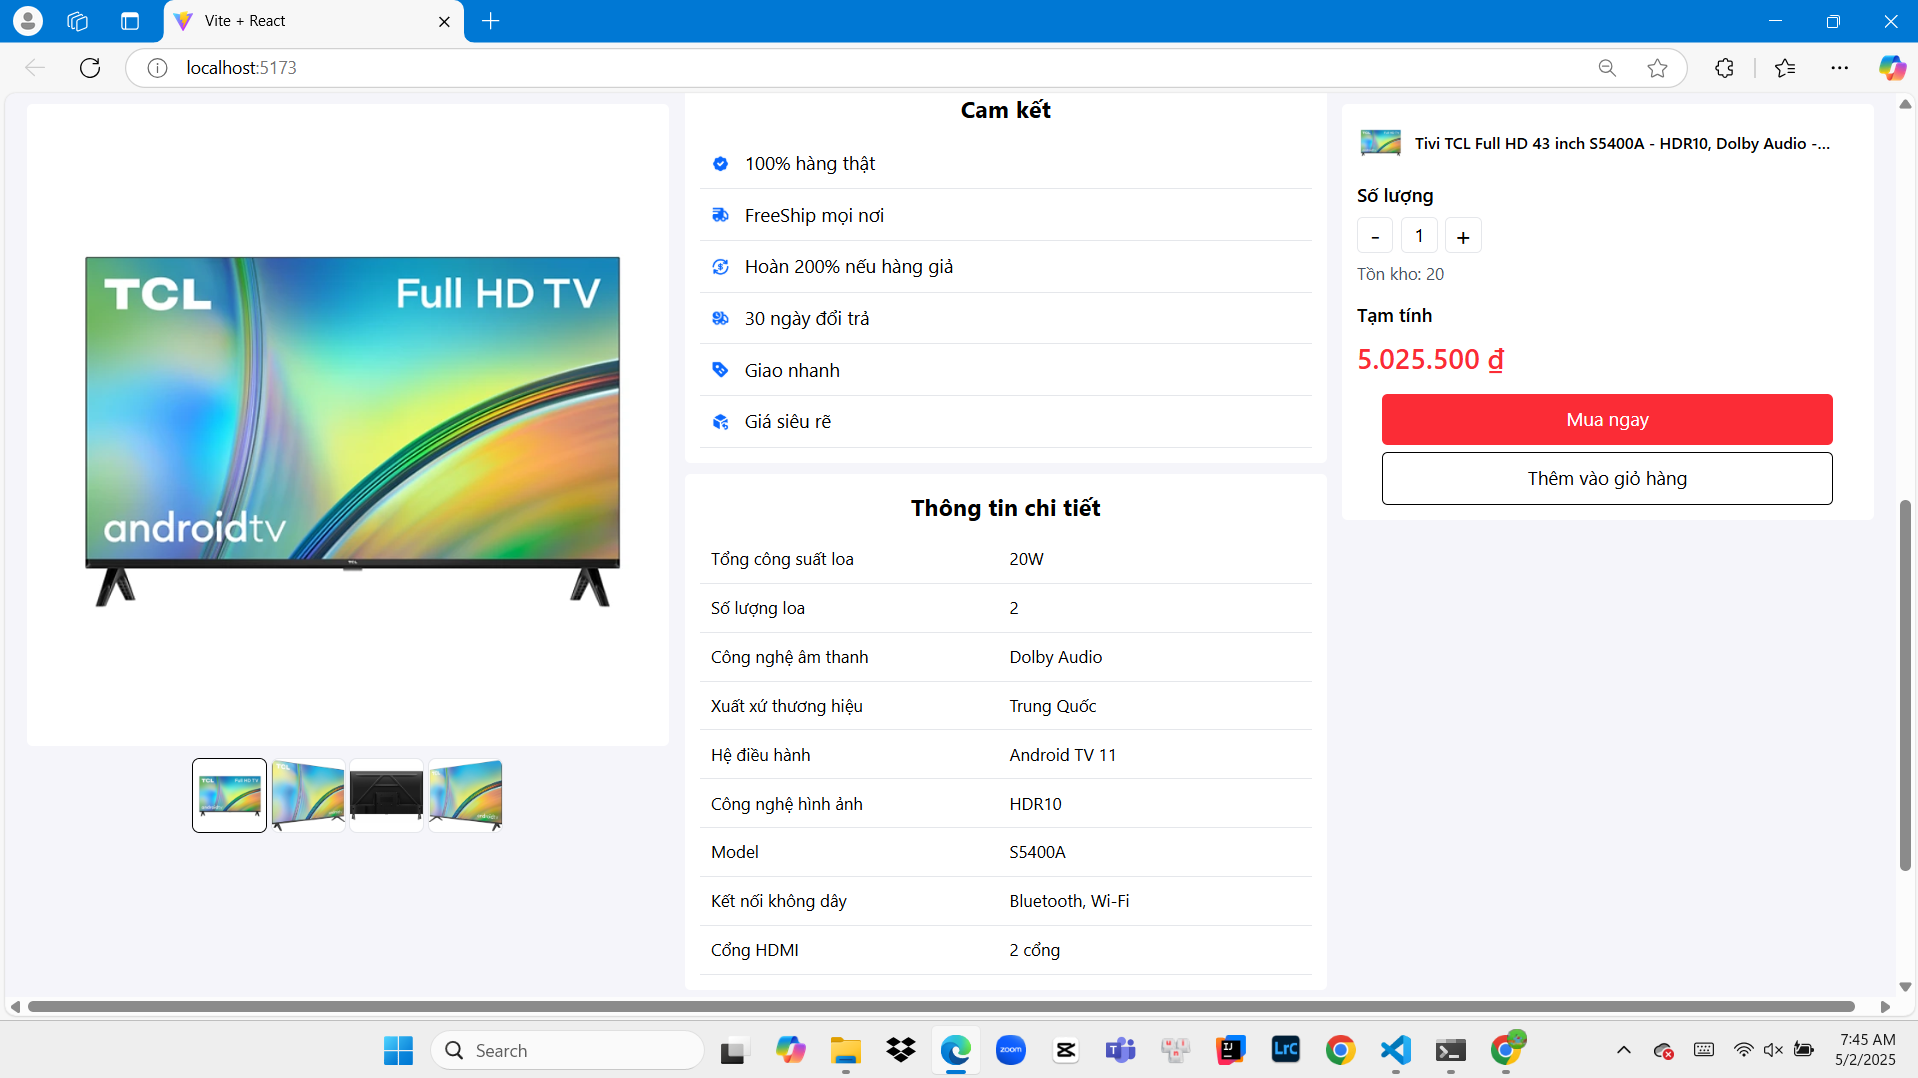 Vite + React
localhost:5173
TCL
Full HD TV
androidtv
TCL
Cam kết
100% hàng thật
FreeShip mọi nơi
Hoàn 200% nếu hàng giả
30 ngày đổi trả
Giao nhanh
Giá siêu rẽ
Thông tin chi tiết
Tổng công suất loa 20W
Số lượng loa 2
Công nghệ âm thanh Dolby Audio
Xuất xứ thương hiệu Trung Quốc
Hệ điều hành Android TV 11
Công nghệ hình ảnh HDR10
Model S5400A
Kết nối không dây Bluetooth, Wi-Fi
Cổng HDMI 2 cổng
Tivi TCL Full HD 43 inch S5400A - HDR10, Dolby Audio -...
Số lượng
- 1 +
Tồn kho: 20
Tạm tính
5.025.500 ₫
Mua ngay
Thêm vào giỏ hàng
Search
zoom
LrC
7:45 AM
5/2/2025